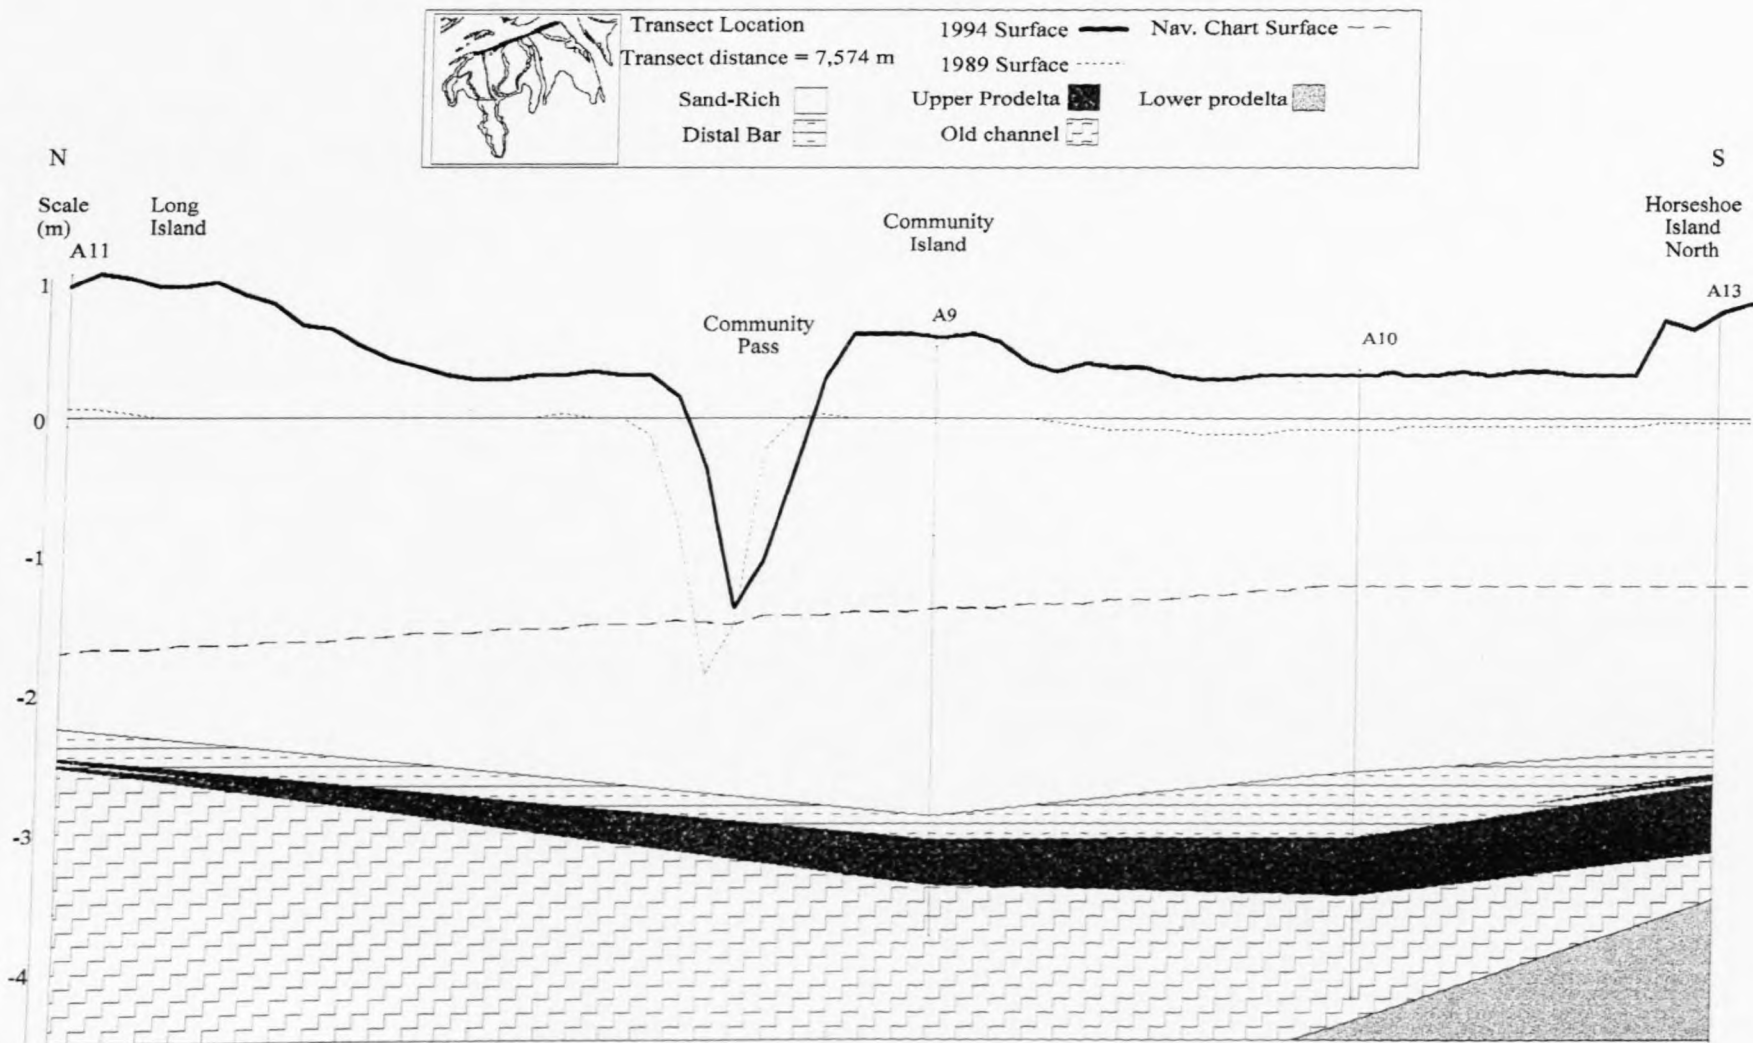 Transect Location
1994 Surface
Nav. Chart Surface
Transect distance = 7,574 m
1989 Surface
Sand-Rich
Upper Prodelta
Lower prodelta
Distal Bar
Old channel
N
S
Scale
(m)
Long
Island
Community
Island
Horseshoe
Island
North
A11
A13
1
Community
Pass
A9
A10
0
-1
-2
-3
-4